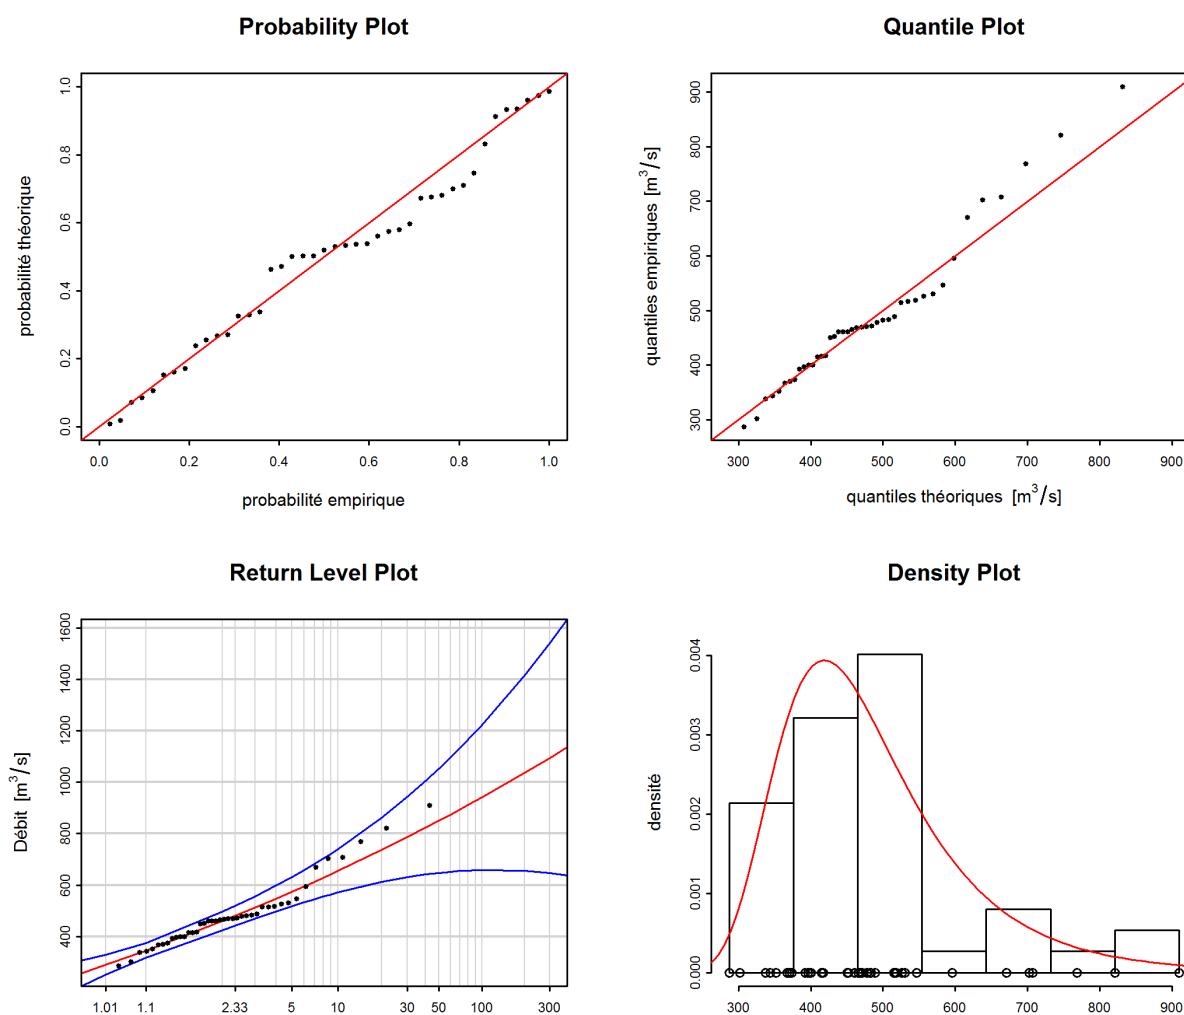 Probability Plot
probabilité théorique
0.0 0.2 0.4 0.6 0.8 1.0
0.0 0.2 0.4 0.6 0.8 1.0
probabilité empirique
Quantile Plot
quantiles empiriques [m³/s]
300 400 500 600 700 800 900
300 400 500 600 700 800 900
quantiles théoriques [m³/s]
Return Level Plot
Débit [m³/s]
400 600 800 1000 1200 1400 1600
1.01 1.1 2.33 5 10 30 50 100 300
Density Plot
densité
0.000 0.001 0.002 0.003 0.004
300 400 500 600 700 800 900